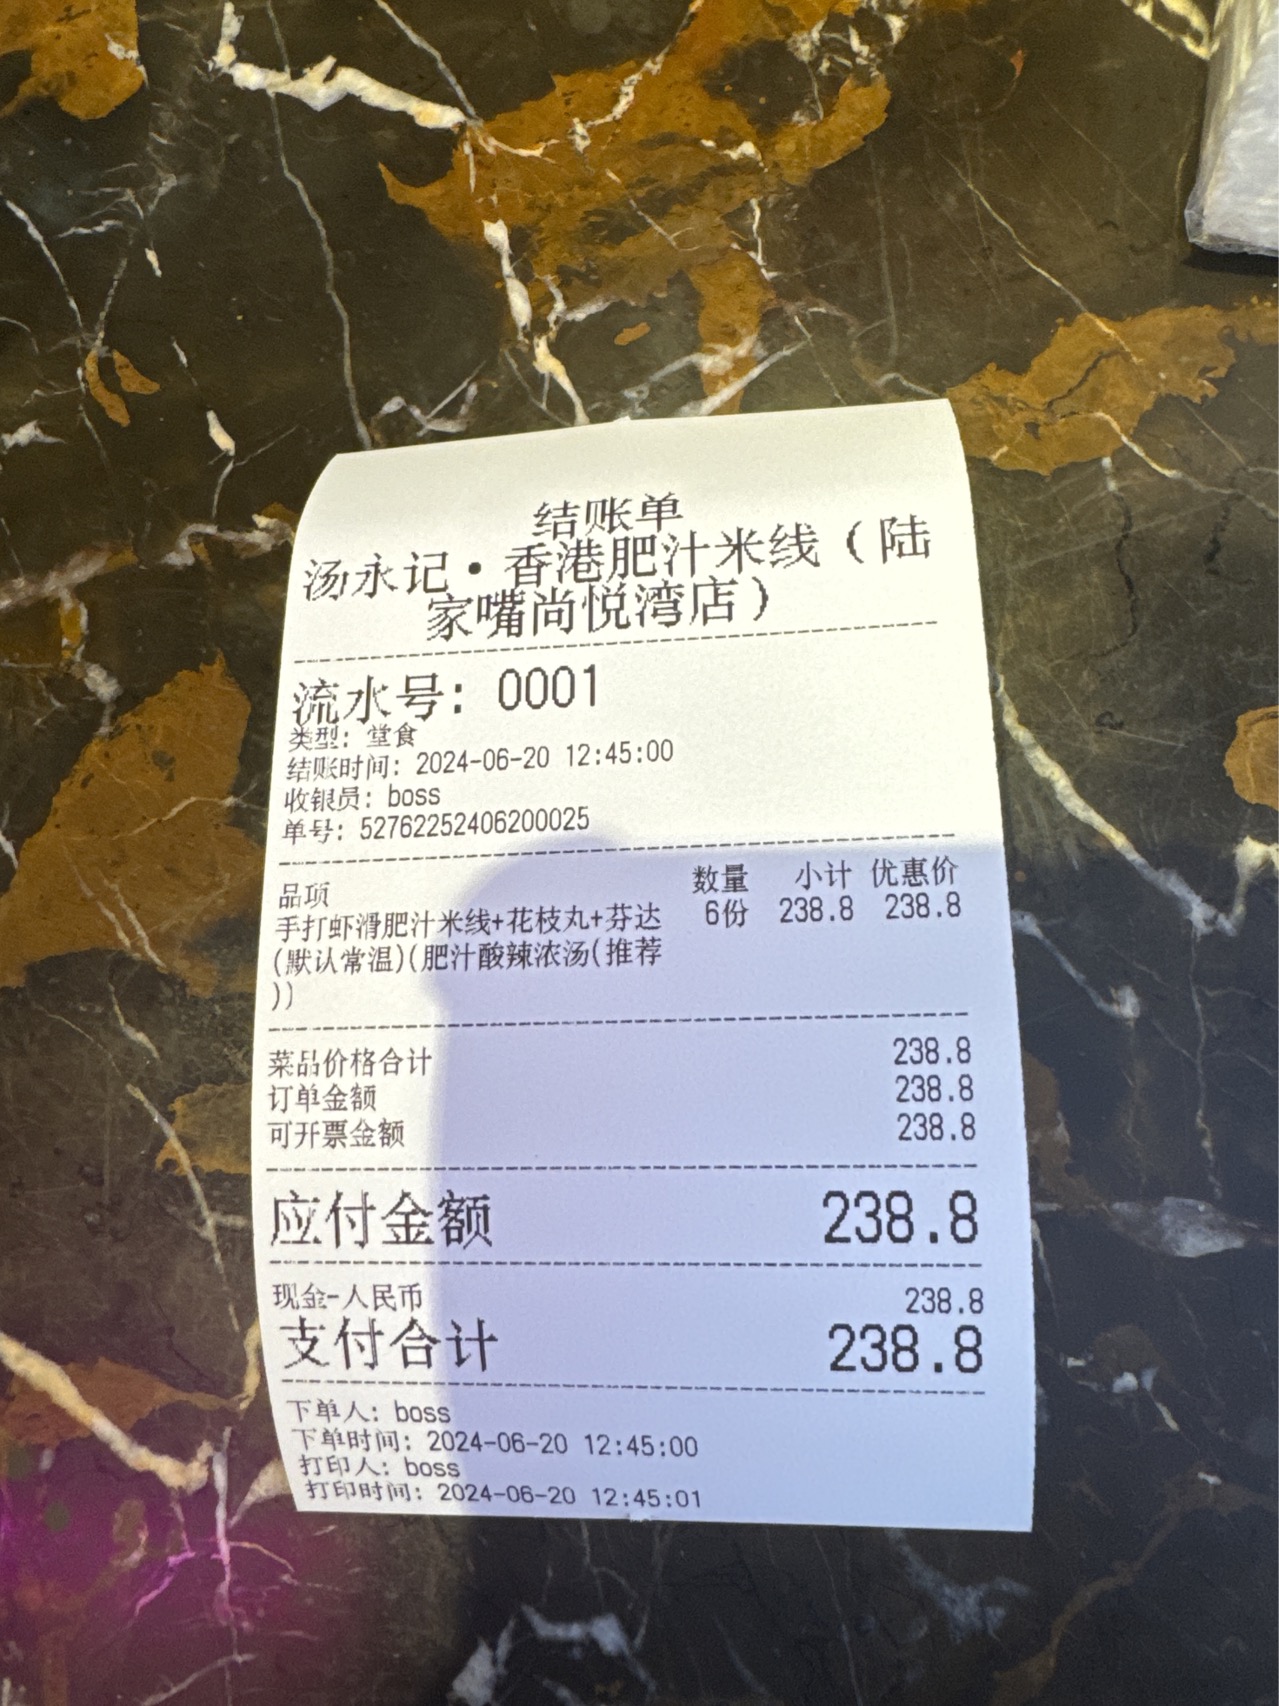 结账单
汤永记·香港肥汁米线（陆
家嘴尚悦湾店）
流水号: 0001
类型: 堂食
结账时间: 2024-06-20 12:45:00
收银员: boss
单号: 52762252406200025
品项 数量 小计 优惠价
手打虾滑肥汁米线+花枝丸+芬达 6份 238.8 238.8
(默认常温)(肥汁酸辣浓汤(推荐
))
菜品价格合计 238.8
订单金额 238.8
可开票金额 238.8
应付金额 238.8
现金-人民币 238.8
支付合计 238.8
下单人: boss
下单时间: 2024-06-20 12:45:00
打印人: boss
打印时间: 2024-06-20 12:45:01